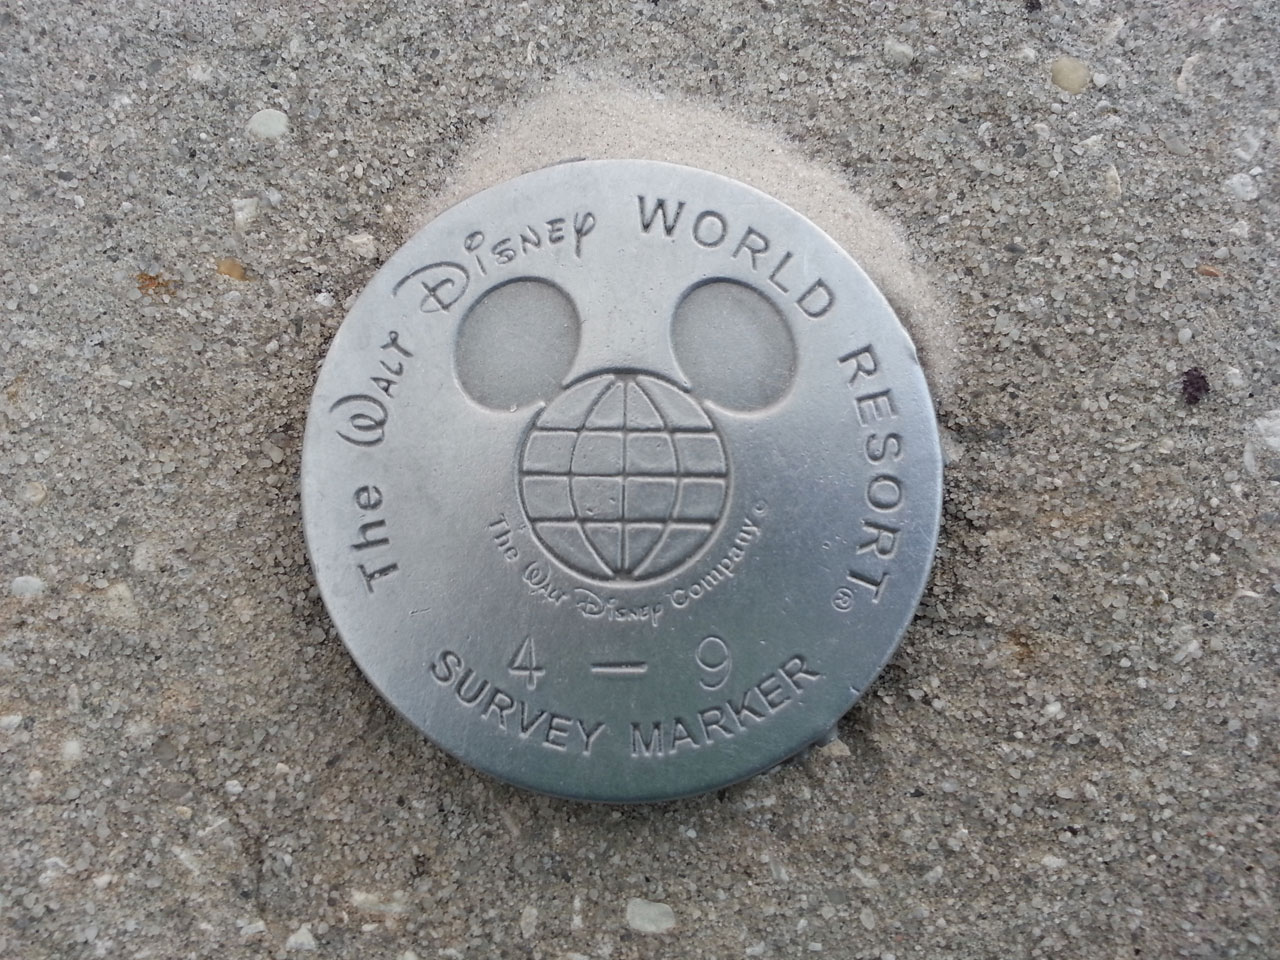 The Walt Disney WORLD RESORT®
The Walt Disney Company©
4 — 9
SURVEY MARKER